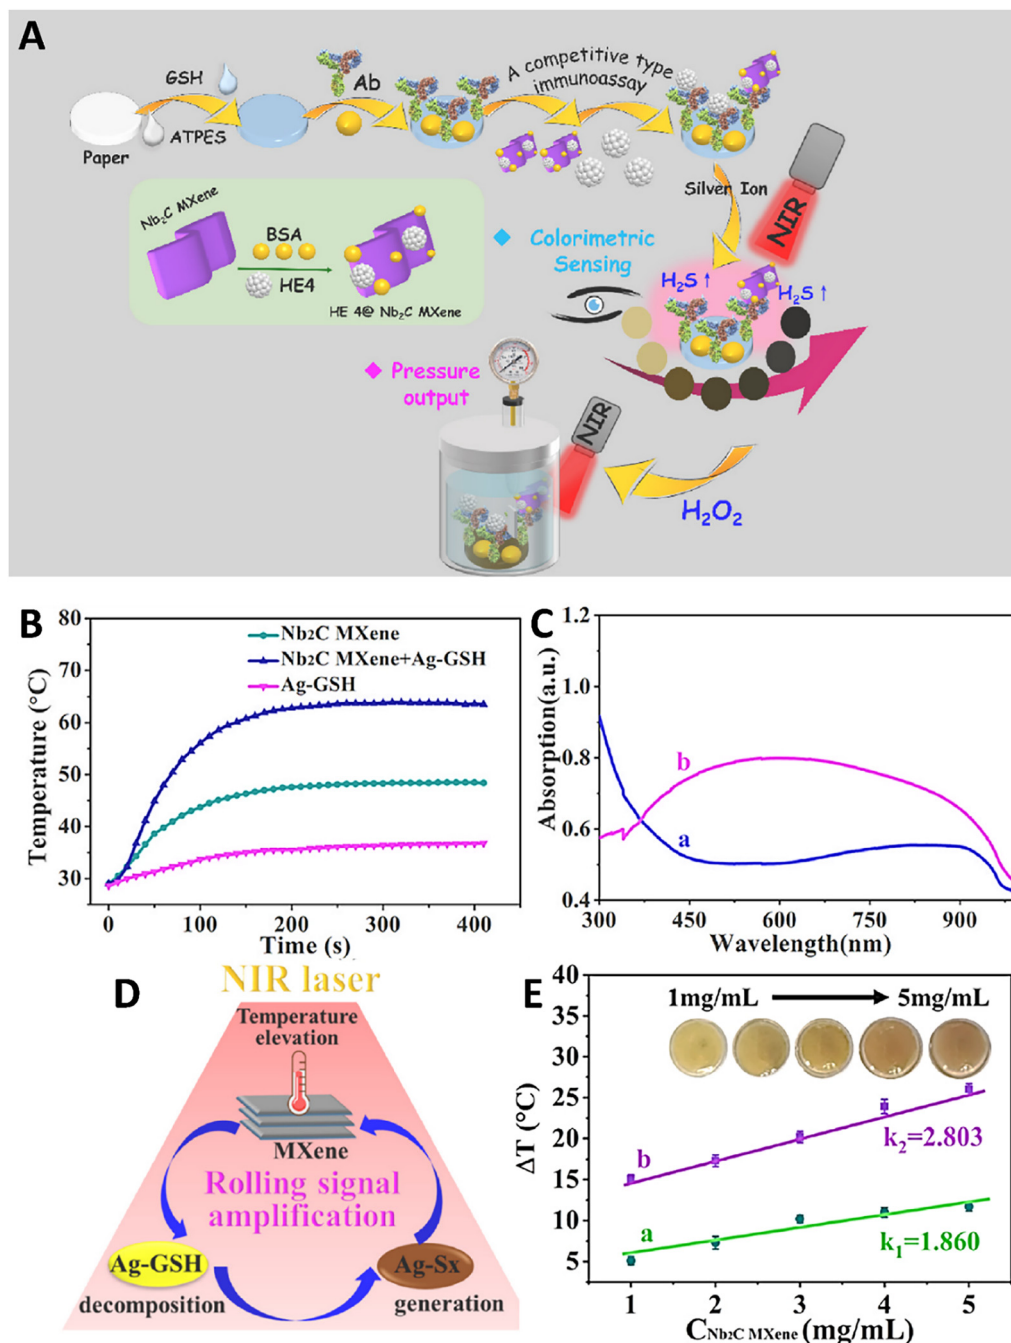 A
GSH
ATPES
Paper
Ab
A competitive type
immunoassay
Silver Ion
NIR
Nb₂C MXene
BSA
HE4
HE 4@ Nb₂C MXene
Colorimetric
Sensing
H₂S ↑
H₂S ↑
Pressure
output
NIR
H₂O₂
B
80
70
60
50
40
30
Temperature (°C)
Nb₂C MXene
Nb₂C MXene+Ag-GSH
Ag-GSH
0 100 200 300 400 500
Time (s)
C
1.2
1.0
0.8
0.6
0.4
Absorption(a.u.)
b
a
300 450 600 750 900
Wavelength(nm)
D
NIR laser
Temperature
elevation
MXene
Rolling signal
amplification
Ag-GSH
decomposition
Ag-Sx
generation
E
40
35
30
25
20
15
10
5
ΔT (°C)
1mg/mL
5mg/mL
b
k₂=2.803
a
k₁=1.860
1 2 3 4 5
C Nb₂C MXene (mg/mL)